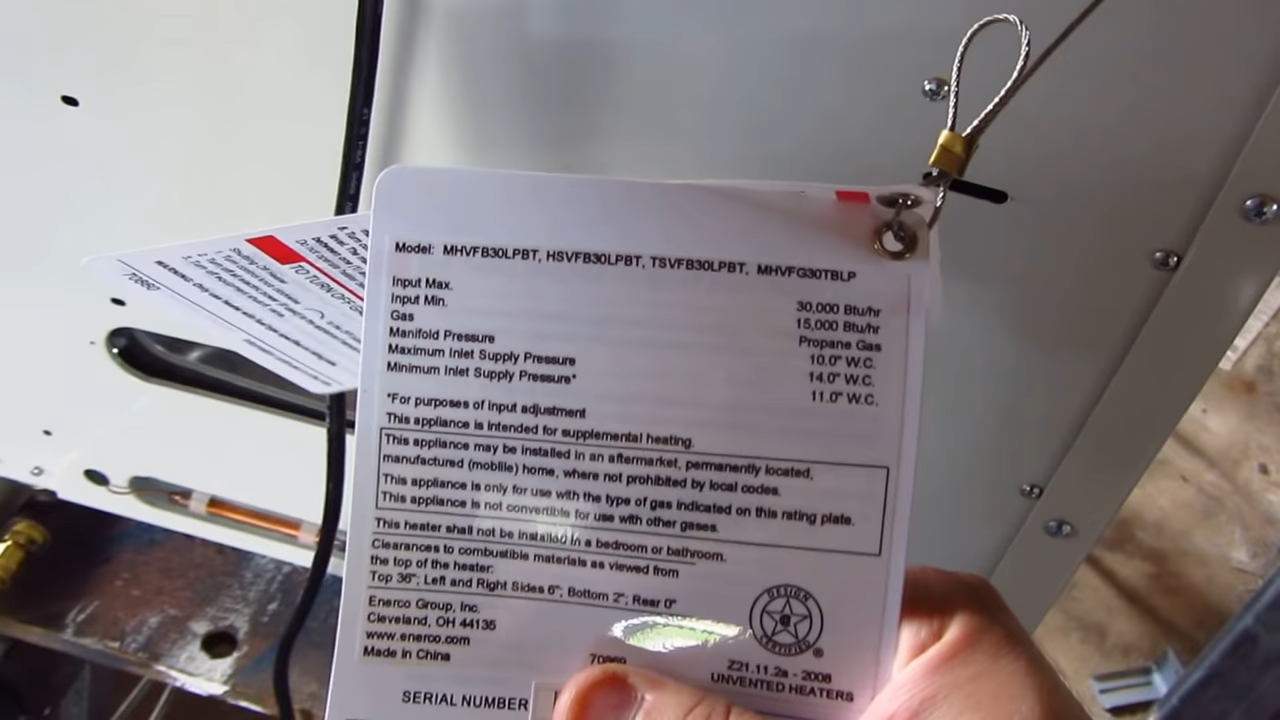 Model: MHVFB30LPBT, HSVFB30LPBT, TSVFB30LPBT, MHVFG30TBLP
Input Max. 30,000 Btu/hr
Input Min. 15,000 Btu/hr
Gas Propane Gas
Manifold Pressure 10.0" W.C.
Maximum Inlet Supply Pressure 14.0" W.C.
Minimum Inlet Supply Pressure* 11.0" W.C.
*For purposes of input adjustment
This appliance is intended for supplemental heating.
This appliance may be installed in an aftermarket, permanently located,
manufactured (mobile) home, where not prohibited by local codes.
This appliance is only for use with the type of gas indicated on this rating plate.
This appliance is not convertible for use with other gases.
This heater shall not be installed in a bedroom or bathroom.
Clearances to combustible materials as viewed from
the top of the heater:
Top 36"; Left and Right Sides 6"; Bottom 2"; Rear 0"
Enerco Group, Inc.
Cleveland, OH 44135
www.enerco.com
Made in China
DESIGN
CERTIFIED
®
Z21.11.2a - 2008
UNVENTED HEATERS
SERIAL NUMBER
TO TURN OFF
Shutting Off Heater
WARNING:
70860